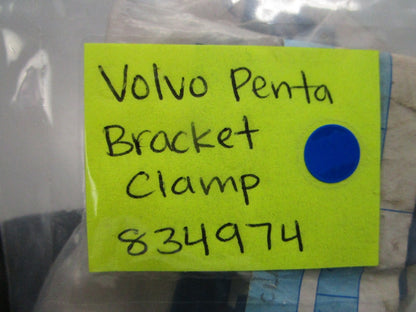 Volvo Penta
Bracket
Clamp
834974